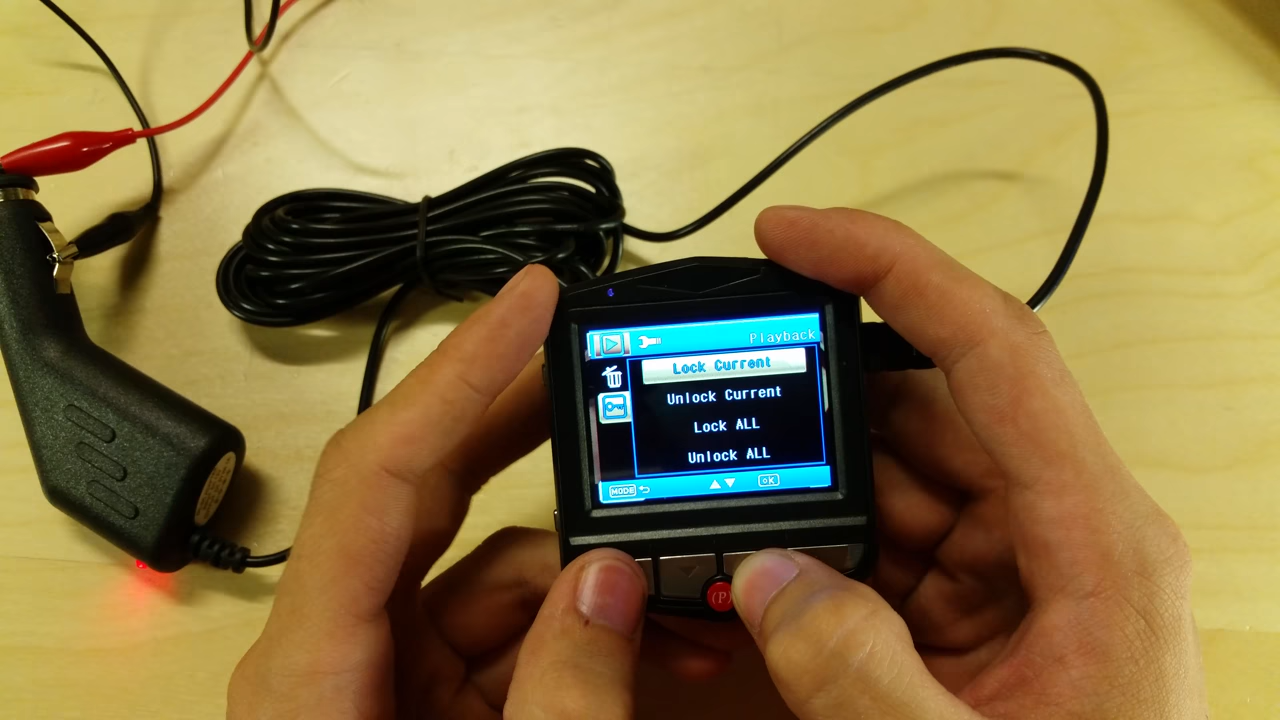 Playback
Lock Current
Unlock Current
Lock ALL
Unlock ALL
MODE
OK
(P)